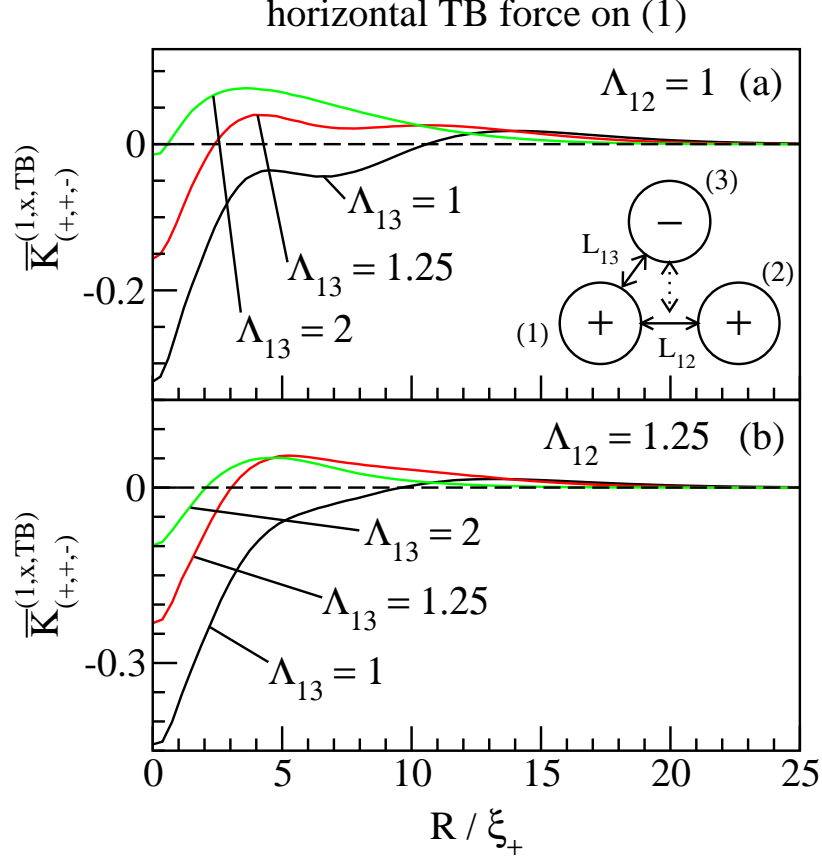 horizontal TB force on (1)
Λ₁₂ = 1 (a)
0
-0.2
K̅₍₊,₊,₋₎^(1,x,TB)
Λ₁₃ = 1
Λ₁₃ = 1.25
Λ₁₃ = 2
(3)
−
L₁₃
(2)
+
+
(1)
L₁₂
Λ₁₂ = 1.25 (b)
0
-0.3
K̅₍₊,₊,₋₎^(1,x,TB)
Λ₁₃ = 2
Λ₁₃ = 1.25
Λ₁₃ = 1
0 5 10 15 20 25
R / ξ₊